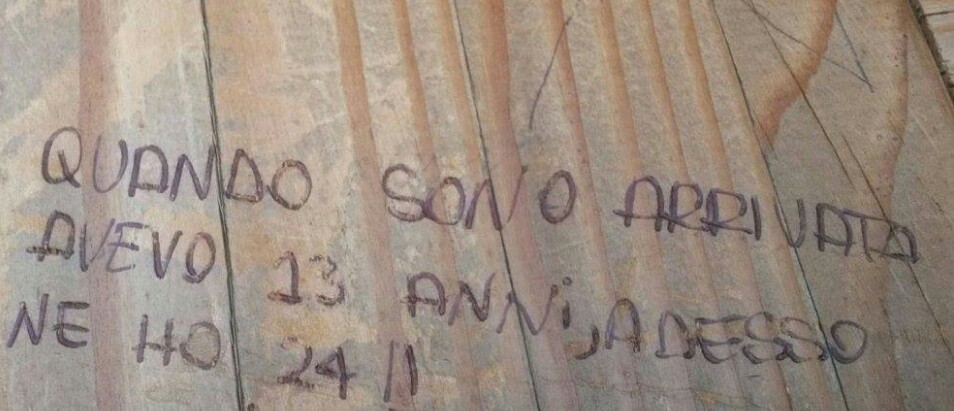 QUANDO SONO ARRIVATA
AVEVO 13 ANNi, ADESSO
NE HO 24 !!